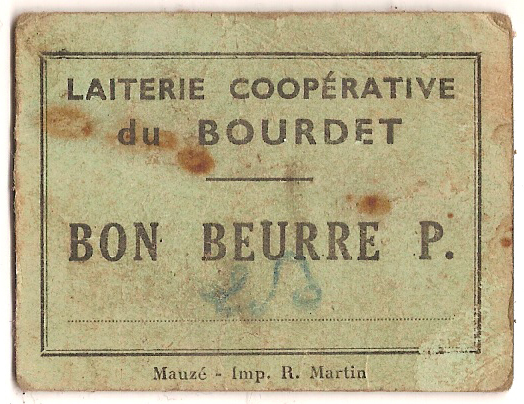 LAITERIE COOPÉRATIVE
du BOURDET
BON BEURRE P.
Mauzé - Imp. R. Martin